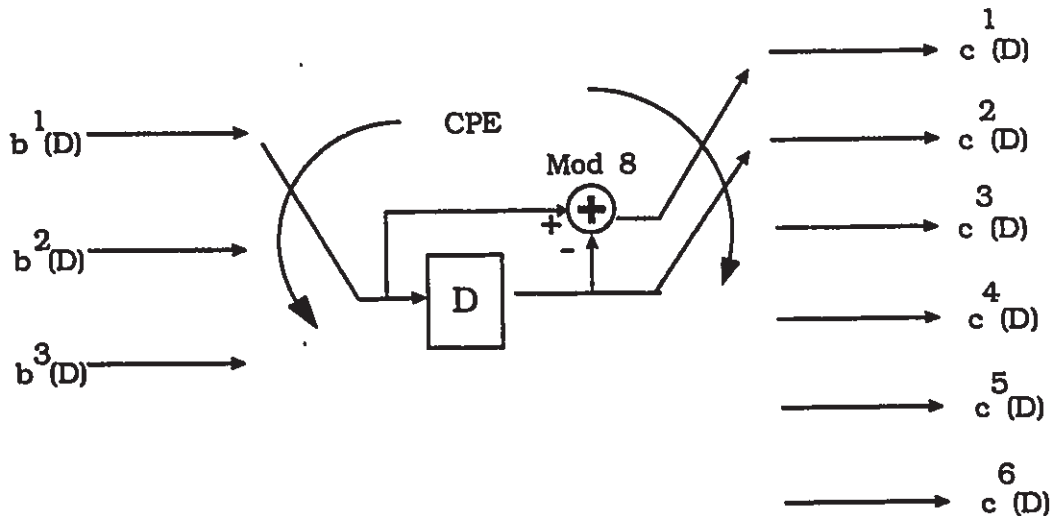 b¹(D)
b²(D)
b³(D)
CPE
Mod 8
+
+
-
D
c¹(D)
c²(D)
c³(D)
c⁴(D)
c⁵(D)
c⁶(D)